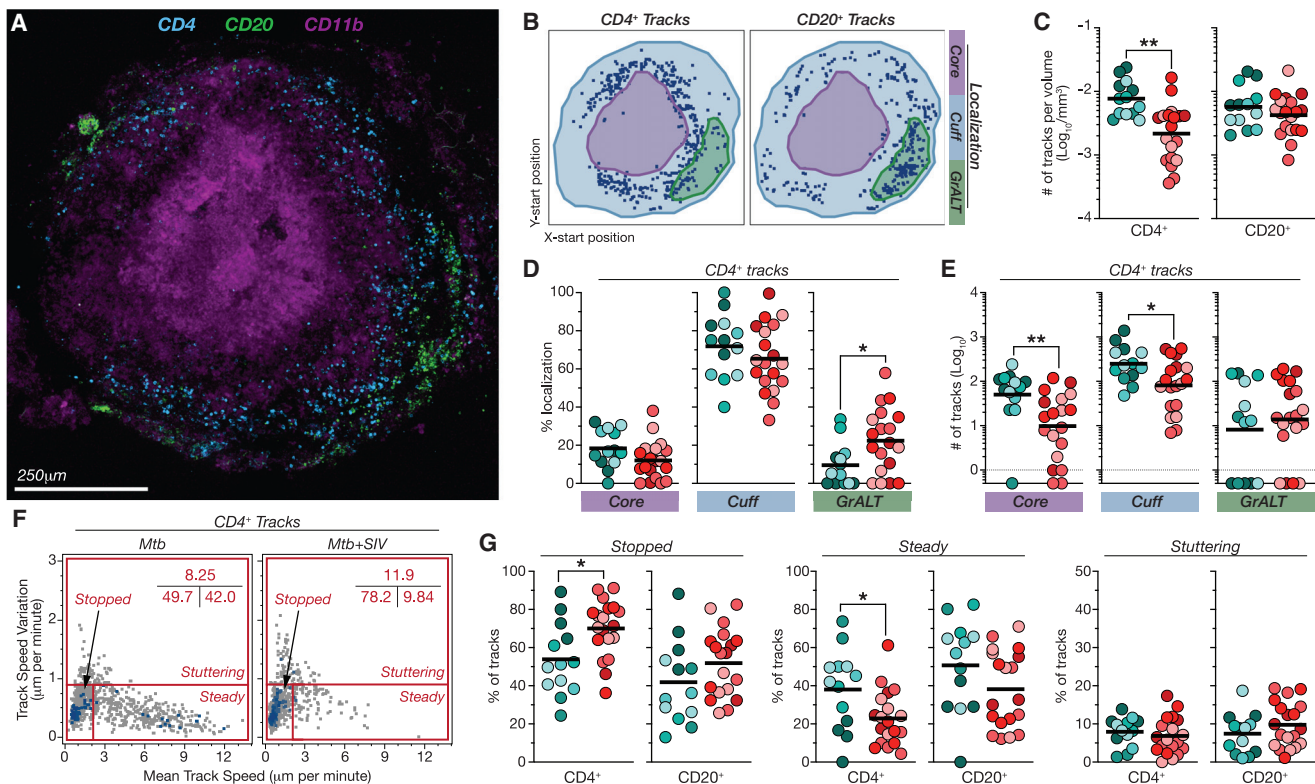 A
CD4 CD20 CD11b
250μm
B
CD4+ Tracks
CD20+ Tracks
Y-start position
X-start position
Core
Cuff
GrALT
Localization
C
# of tracks per volume
(Log10/mm3)
-1
-2
-3
-4
CD4+
CD20+
D
CD4+ tracks
% localization
100
80
60
40
20
0
Core
Cuff
GrALT
*
E
CD4+ tracks
# of tracks (Log10)
4
3
2
1
0
**
*
Core
Cuff
GrALT
**
F
CD4+ Tracks
Mtb
Mtb+SIV
Track Speed Variation
(μm per minute)
3
2
1
0
8.25
49.7 42.0
Stopped
Stuttering
Steady
11.9
78.2 9.84
Stopped
Stuttering
Steady
0 3 6 9 12
0 3 6 9 12
Mean Track Speed (μm per minute)
G
Stopped
% of tracks
100
80
60
40
20
0
*
CD4+
CD20+
Steady
% of tracks
100
80
60
40
20
0
*
CD4+
CD20+
Stuttering
% of tracks
50
40
30
20
10
0
CD4+
CD20+